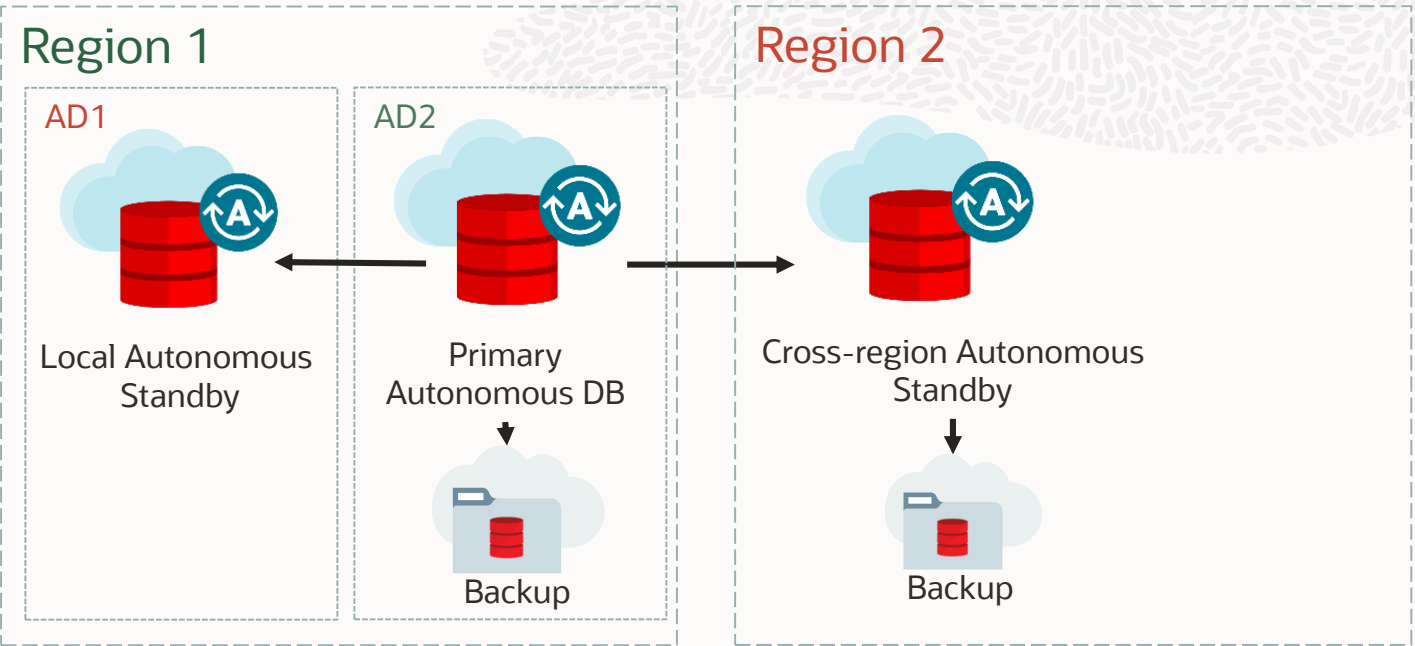 Region 1
AD1
A
Local Autonomous
Standby
AD2
A
Primary
Autonomous DB
Backup
Region 2
A
Cross-region Autonomous
Standby
Backup